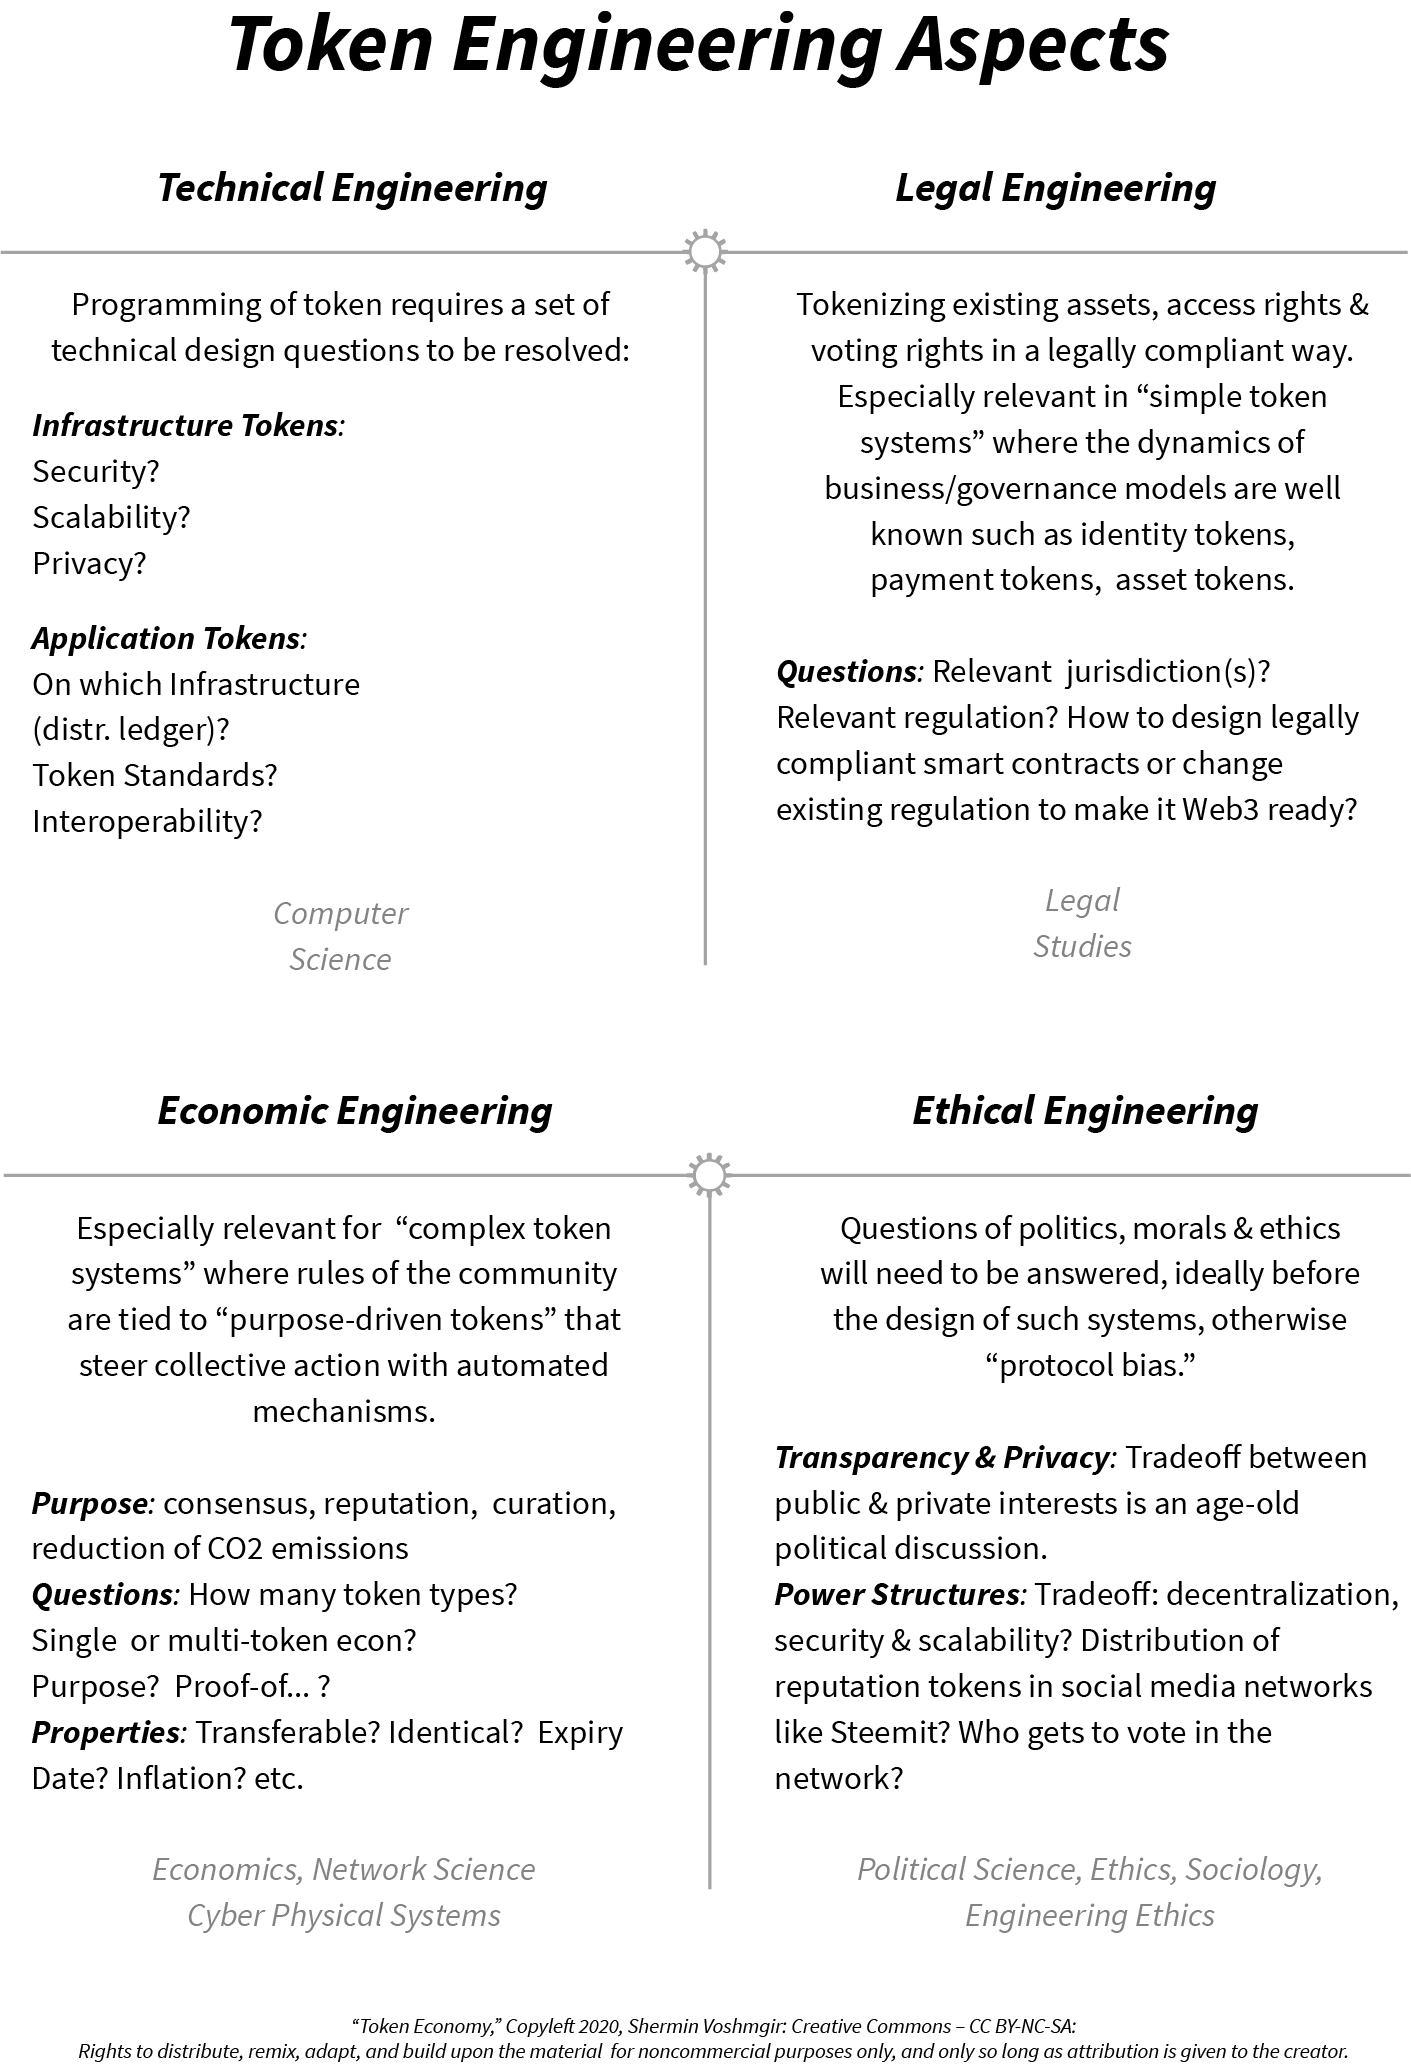 Token Engineering Aspects
Technical Engineering
Programming of token requires a set of
technical design questions to be resolved:
Infrastructure Tokens:
Security?
Scalability?
Privacy?
Application Tokens:
On which Infrastructure
(distr. ledger)?
Token Standards?
Interoperability?
Computer
Science
Legal Engineering
Tokenizing existing assets, access rights &
voting rights in a legally compliant way.
Especially relevant in “simple token
systems” where the dynamics of
business/governance models are well
known such as identity tokens,
payment tokens,  asset tokens.
Questions: Relevant  jurisdiction(s)?
Relevant regulation? How to design legally
compliant smart contracts or change
existing regulation to make it Web3 ready?
Legal
Studies
Economic Engineering
Especially relevant for  “complex token
systems” where rules of the community
are tied to “purpose-driven tokens” that
steer collective action with automated
mechanisms.
Purpose: consensus, reputation,  curation,
reduction of CO2 emissions
Questions: How many token types?
Single  or multi-token econ?
Purpose?  Proof-of... ?
Properties: Transferable? Identical?  Expiry
Date? Inflation? etc.
Economics, Network Science
Cyber Physical Systems
Ethical Engineering
Questions of politics, morals & ethics
will need to be answered, ideally before
the design of such systems, otherwise
“protocol bias.”
Transparency & Privacy: Tradeoff between
public & private interests is an age-old
political discussion.
Power Structures: Tradeoff: decentralization,
security & scalability? Distribution of
reputation tokens in social media networks
like Steemit? Who gets to vote in the
network?
Political Science, Ethics, Sociology,
Engineering Ethics
“Token Economy,” Copyleft 2020, Shermin Voshmgir: Creative Commons – CC BY-NC-SA:
Rights to distribute, remix, adapt, and build upon the material  for noncommercial purposes only, and only so long as attribution is given to the creator.